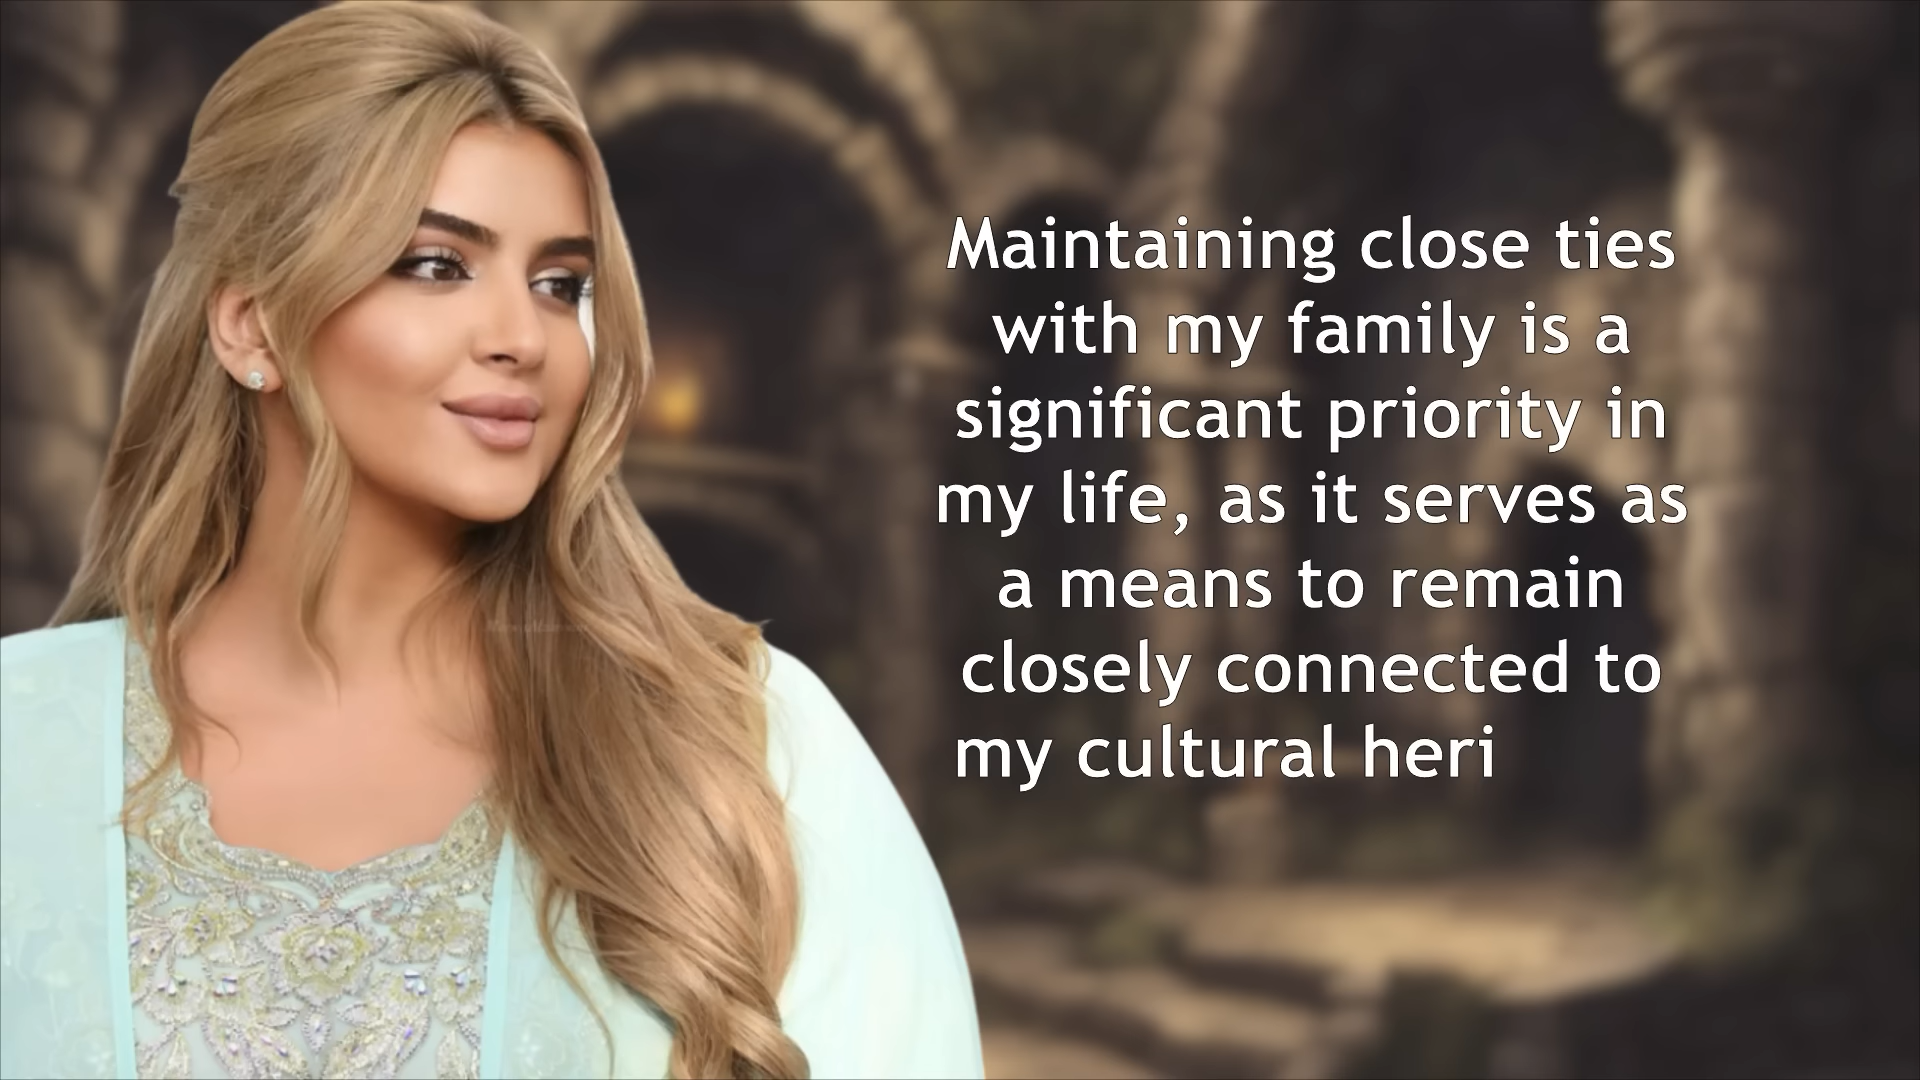 Maintaining close ties
with my family is a
significant priority in
my life, as it serves as
a means to remain
closely connected to
my cultural heri